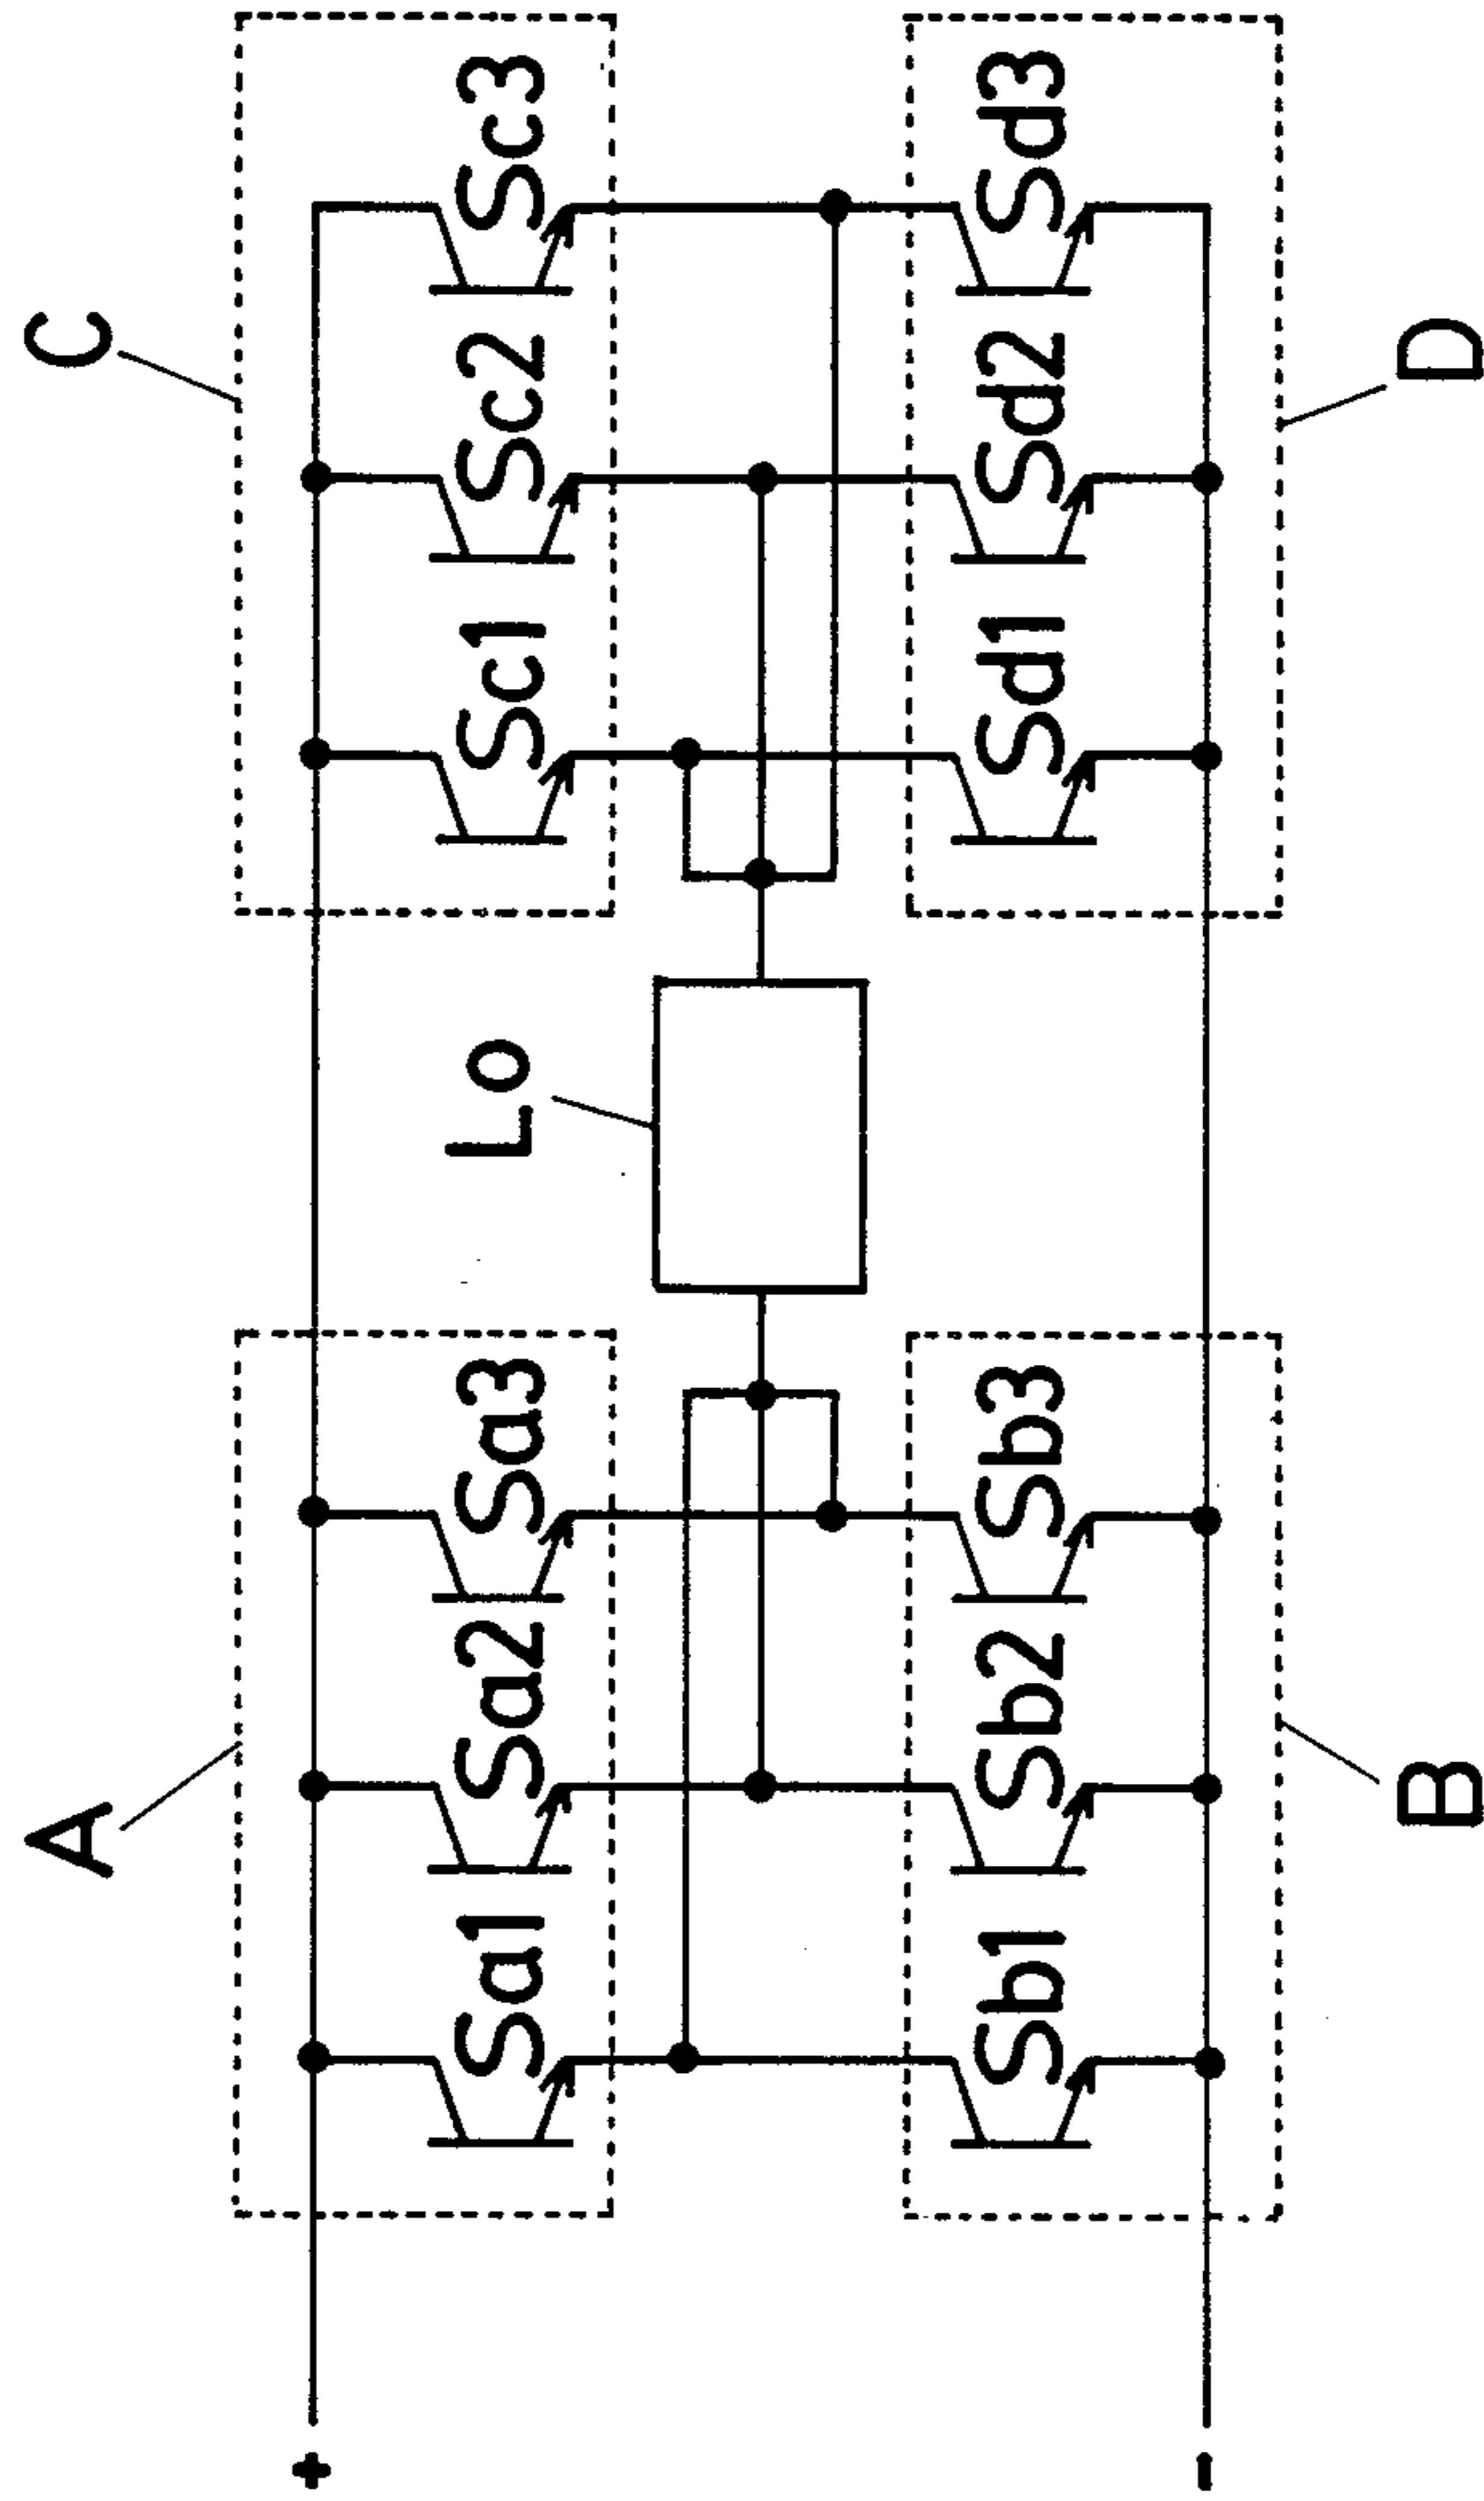 A C
Sa1 Sa2 Sa3 Sc1 Sc2 Sc3
Lo
Sb1 Sb2 Sb3 Sd1 Sd2 Sd3
B D
+
-